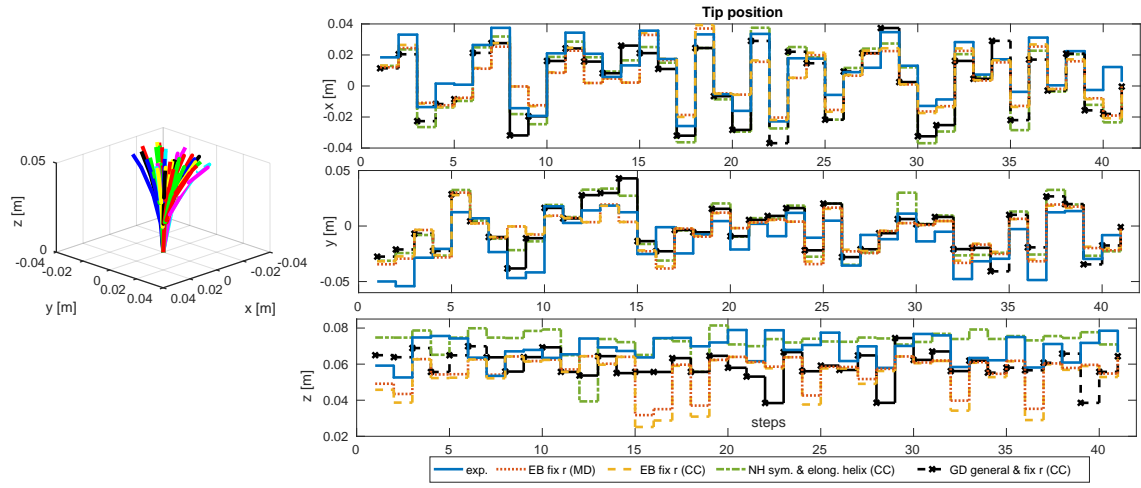 Tip position
0.04
0.02
0
-0.02
-0.04
x [m]
0 5 10 15 20 25 30 35 40
0.05
0
-0.05
y [m]
0 5 10 15 20 25 30 35 40
0.08
0.06
0.04
0.02
z [m]
0 5 10 15 20 25 30 35 40
steps
exp. EB fix r (MD) EB fix r (CC) NH sym. & elong. helix (CC) GD general & fix r (CC)
0.05
0
z [m]
-0.04 -0.02 0 0.02 0.04
y [m]
0.04 0.02 0 -0.02 -0.04
x [m]